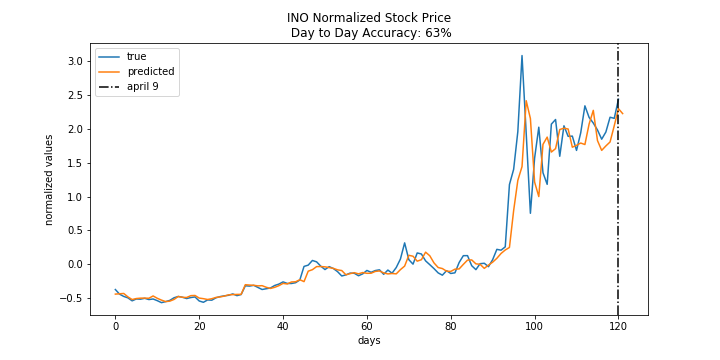 INO Normalized Stock Price
Day to Day Accuracy: 63%
true
predicted
april 9
normalized values
3.0
2.5
2.0
1.5
1.0
0.5
0.0
−0.5
0 20 40 60 80 100 120
days